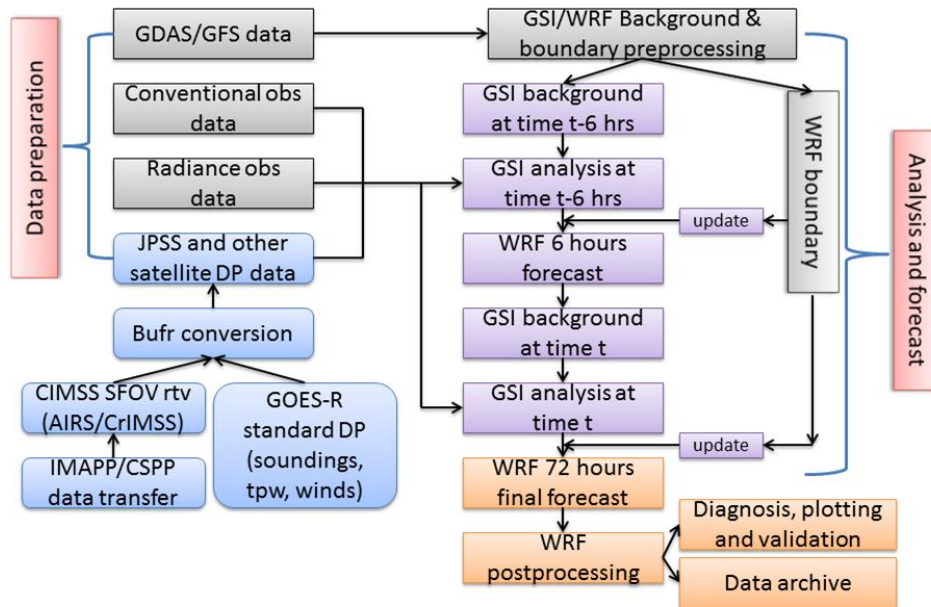 Data preparation
GDAS/GFS data
Conventional obs
data
Radiance obs
data
JPSS and other
satellite DP data
Bufr conversion
CIMSS SFOV rtv
(AIRS/CrIMSS)
IMAPP/CSPP
data transfer
GOES-R
standard DP
(soundings,
tpw, winds)
GSI/WRF Background &
boundary preprocessing
GSI background
at time t-6 hrs
GSI analysis at
time t-6 hrs
update
WRF 6 hours
forecast
GSI background
at time t
GSI analysis at
time t
update
WRF 72 hours
final forecast
WRF
postprocessing
Diagnosis, plotting
and validation
Data archive
WRF boundary
Analysis and forecast